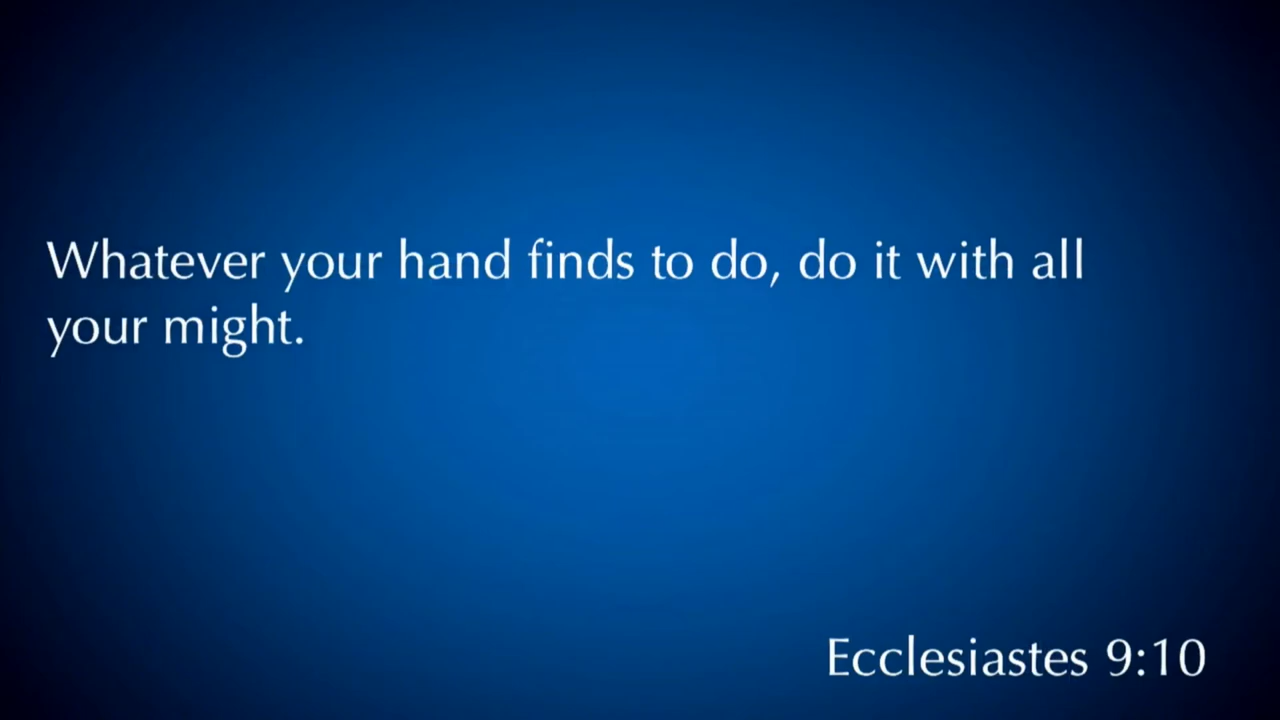 Whatever your hand finds to do, do it with all
your might.
Ecclesiastes 9:10